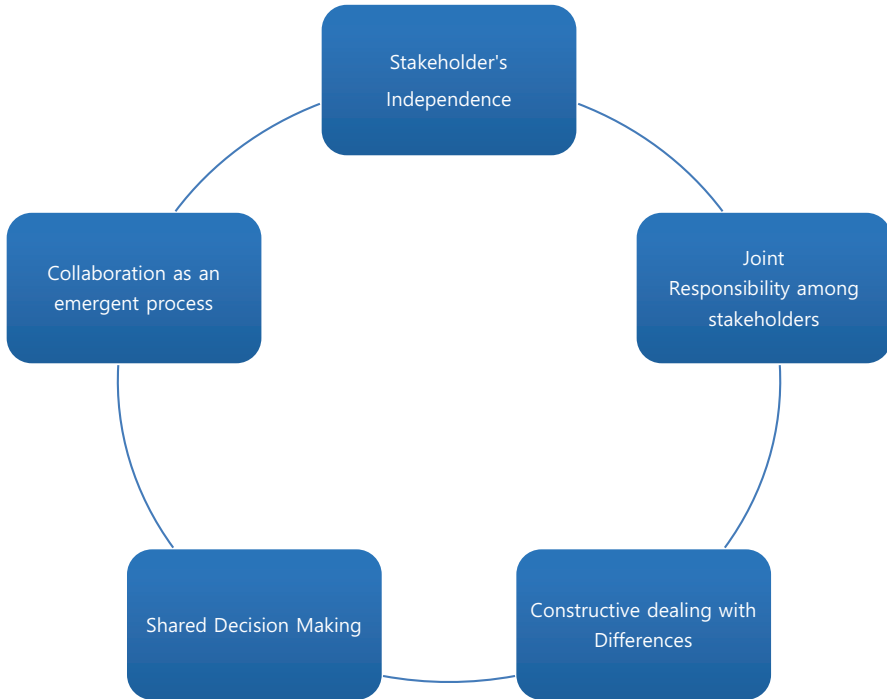 Stakeholder's
Independence
Joint
Responsibility among
stakeholders
Constructive dealing with
Differences
Shared Decision Making
Collaboration as an
emergent process